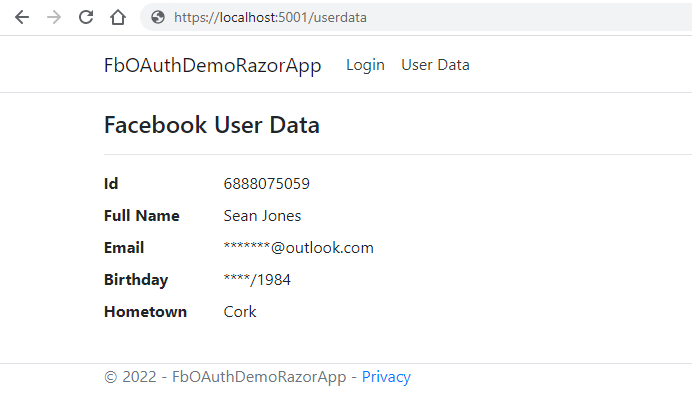 https://localhost:5001/userdata
FbOAuthDemoRazorApp Login User Data
Facebook User Data
Id 6888075059
Full Name Sean Jones
Email *******@outlook.com
Birthday ****/1984
Hometown Cork
© 2022 - FbOAuthDemoRazorApp - Privacy